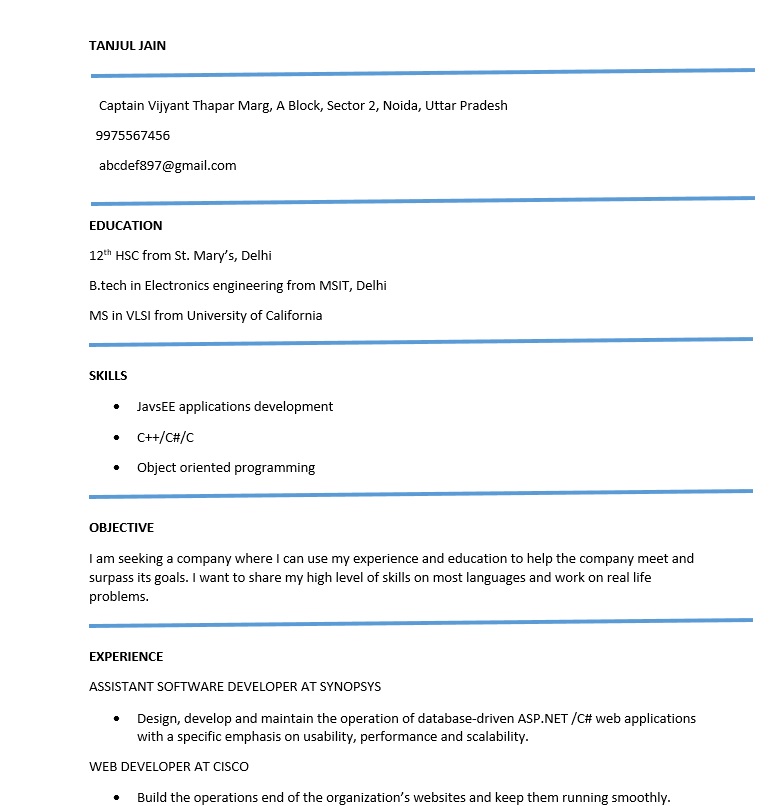 TANJUL JAIN
Captain Vijyant Thapar Marg, A Block, Sector 2, Noida, Uttar Pradesh
9975567456
abcdef897@gmail.com
EDUCATION
12th HSC from St. Mary’s, Delhi
B.tech in Electronics engineering from MSIT, Delhi
MS in VLSI from University of California
SKILLS
• JavsEE applications development
• C++/C#/C
• Object oriented programming
OBJECTIVE
I am seeking a company where I can use my experience and education to help the company meet and
surpass its goals. I want to share my high level of skills on most languages and work on real life
problems.
EXPERIENCE
ASSISTANT SOFTWARE DEVELOPER AT SYNOPSYS
• Design, develop and maintain the operation of database-driven ASP.NET /C# web applications
with a specific emphasis on usability, performance and scalability.
WEB DEVELOPER AT CISCO
• Build the operations end of the organization’s websites and keep them running smoothly.